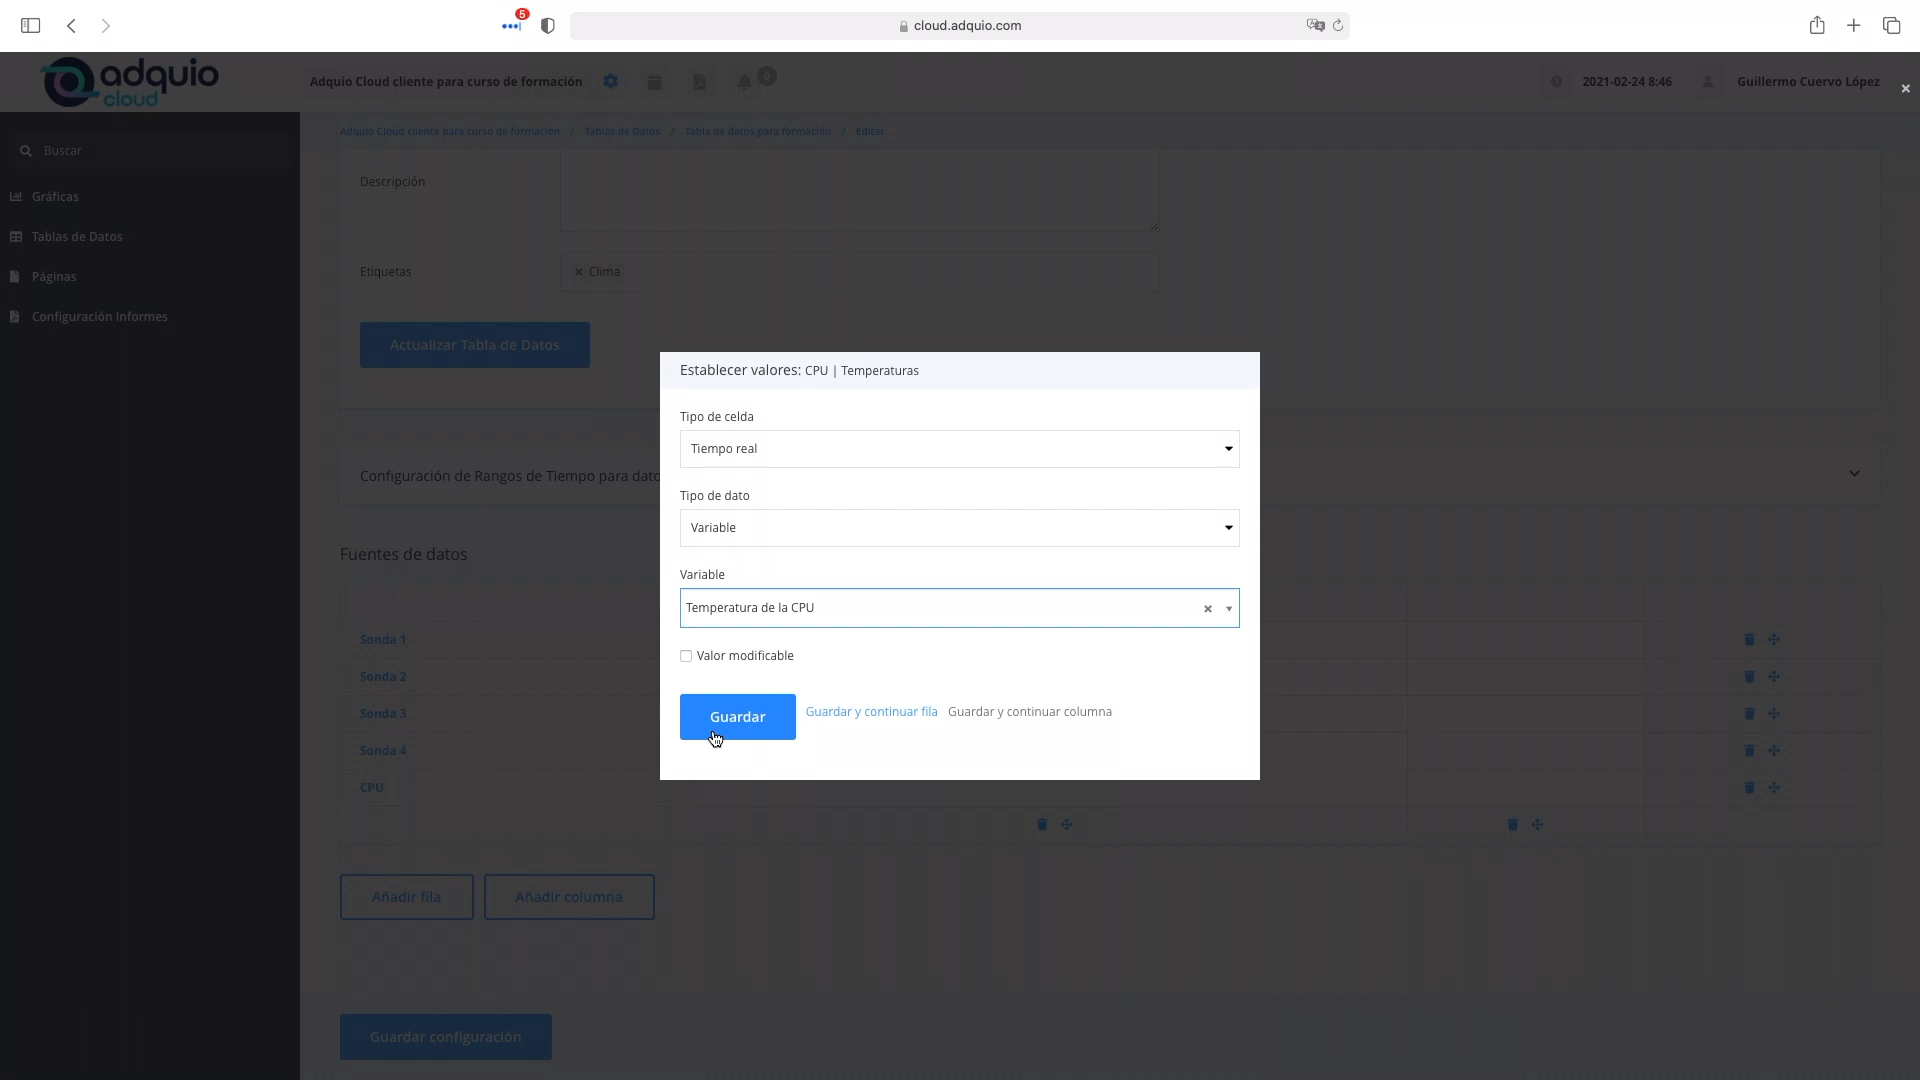 5
cloud.adquio.com
adquio
cloud
Adquio Cloud cliente para curso de formación
0
2021-02-24 8:46
Guillermo Cuervo López
Adquio Cloud cliente para curso de formación / Tablas de Datos / Tabla de datos para formación / Editar
Buscar
Gráficas
Tablas de Datos
Páginas
Configuración Informes
Descripción
Etiquetas
× Clima
Actualizar Tabla de Datos
Configuración de Rangos de Tiempo para dato
Fuentes de datos
Sonda 1
Sonda 2
Sonda 3
Sonda 4
CPU
Añadir fila
Añadir columna
Guardar configuración
Establecer valores: CPU | Temperaturas
Tipo de celda
Tiempo real
Tipo de dato
Variable
Variable
Temperatura de la CPU
Valor modificable
Guardar
Guardar y continuar fila
Guardar y continuar columna